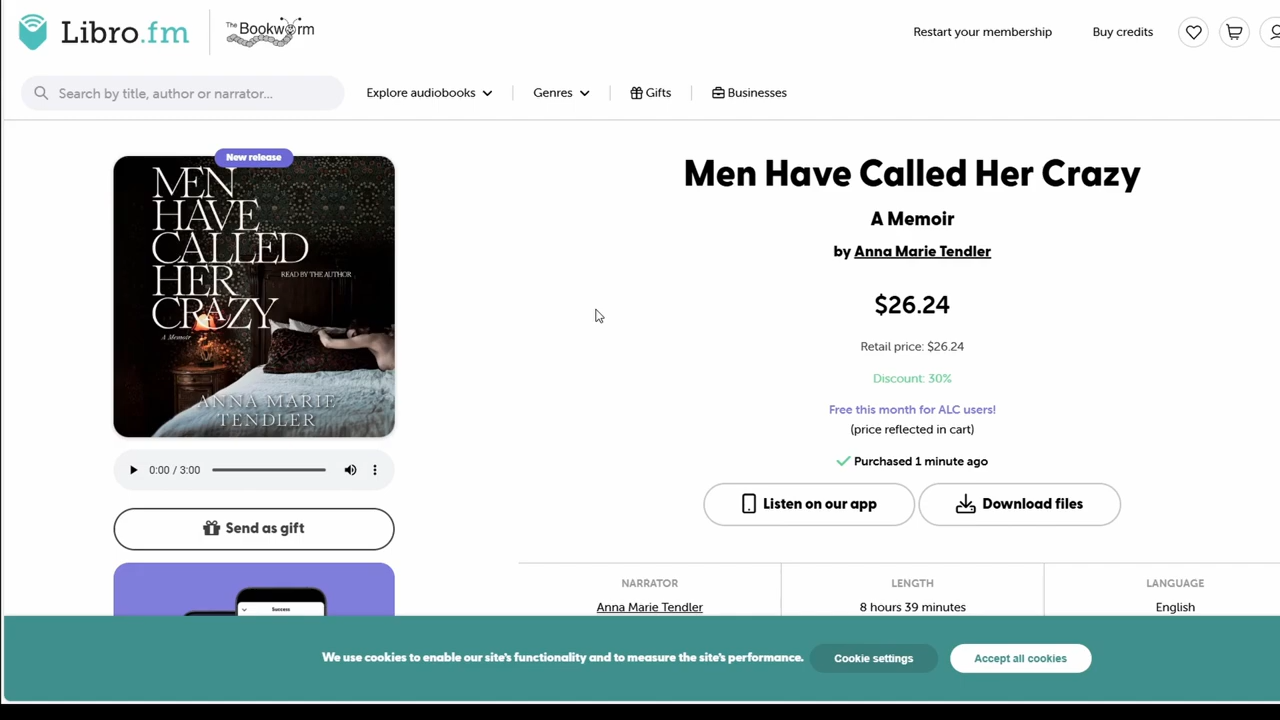 Libro.fm
The Bookworm
Restart your membership
Buy credits
Search by title, author or narrator...
Explore audiobooks
Genres
Gifts
Businesses
New release
MEN
HAVE
CALLED
HER
CRAZY
READ BY THE AUTHOR
A Memoir
ANNA MARIE
TENDLER
0:00 / 3:00
Send as gift
Success
Men Have Called Her Crazy
A Memoir
by Anna Marie Tendler
$26.24
Retail price: $26.24
Discount: 30%
Free this month for ALC users!
(price reflected in cart)
Purchased 1 minute ago
Listen on our app
Download files
NARRATOR
Anna Marie Tendler
LENGTH
8 hours 39 minutes
LANGUAGE
English
We use cookies to enable our site's functionality and to measure the site's performance.
Cookie settings
Accept all cookies